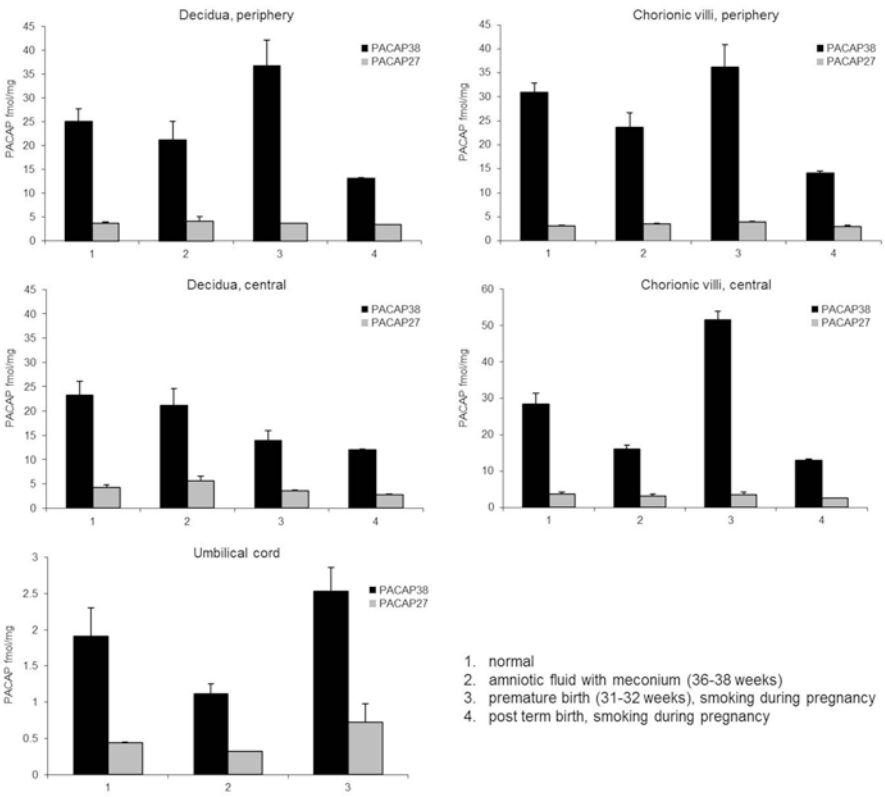 Decidua, periphery
PACAP fmol/mg
45
40
35
30
25
20
15
10
5
0
PACAP38
PACAP27
1 2 3 4
Chorionic villi, periphery
PACAP fmol/mg
45
40
35
30
25
20
15
10
5
0
PACAP38
PACAP27
1 2 3 4
Decidua, central
PACAP fmol/mg
45
40
35
30
25
20
15
10
5
0
PACAP38
PACAP27
1 2 3 4
Chorionic villi, central
PACAP fmol/mg
60
50
40
30
20
10
0
PACAP38
PACAP27
1 2 3 4
Umbilical cord
PACAP fmol/mg
3
2.5
2
1.5
1
0.5
0
PACAP38
PACAP27
1 2 3
1. normal
2. amniotic fluid with meconium (36-38 weeks)
3. premature birth (31-32 weeks), smoking during pregnancy
4. post term birth, smoking during pregnancy